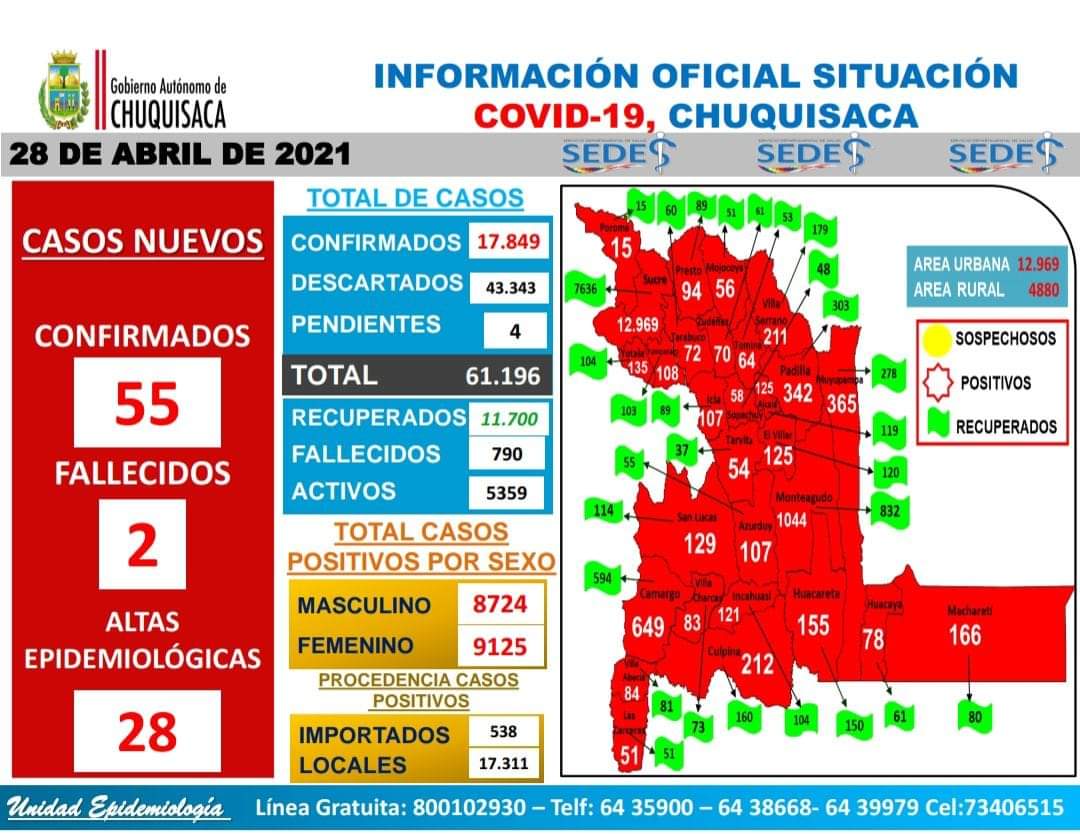 Gobierno Autónomo de
CHUQUISACA
INFORMACIÓN OFICIAL SITUACIÓN
COVID-19, CHUQUISACA
28 DE ABRIL DE 2021
SEDES
SEDES
SEDES
CASOS NUEVOS
CONFIRMADOS
55
FALLECIDOS
2
ALTAS
EPIDEMIOLÓGICAS
28
TOTAL DE CASOS
CONFIRMADOS 17.849
DESCARTADOS 43.343
PENDIENTES 4
TOTAL 61.196
RECUPERADOS 11.700
FALLECIDOS 790
ACTIVOS 5359
TOTAL CASOS
POSITIVOS POR SEXO
MASCULINO 8724
FEMENINO 9125
PROCEDENCIA CASOS
POSITIVOS
IMPORTADOS 538
LOCALES 17.311
15 60 89 51 61 53
179
48
303
7636
104
103
89
37
55
114
594
278
119
120
832
81
51
73
160
104
150
61
80
Poroma
15
Sucre
12.969
Presto
94
Mojocoya
56
Villa
Serrano
211
Zudañez
70
Tarabuco
72
Tomina
64
Yotala
135
108
Icla
107
58
Sopachuy
125
Alcalá
Padilla
342
Muyupampa
365
Tarvita
54
El Villar
125
Monteagudo
1044
San Lucas
129
Azurduy
107
Camargo
649
Villa
Charcas
83
Incahuasi
121
Huacareta
155
Huacaya
78
Machareti
166
Culpina
212
Villa
Abecia
84
Las
Carreras
51
AREA URBANA 12.969
AREA RURAL 4880
SOSPECHOSOS
POSITIVOS
RECUPERADOS
Unidad Epidemiología
Línea Gratuita: 800102930 – Telf: 64 35900 – 64 38668- 64 39979 Cel:73406515